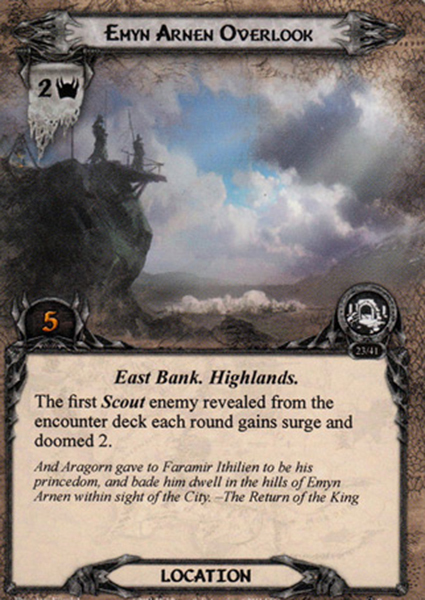 Emyn Arnen Overlook
2
5
23/41
East Bank. Highlands.
The first Scout enemy revealed from the
encounter deck each round gains surge and
doomed 2.
And Aragorn gave to Faramir Ithilien to be his
princedom, and bade him dwell in the hills of Emyn
Arnen within sight of the City. –The Return of the King
LOCATION